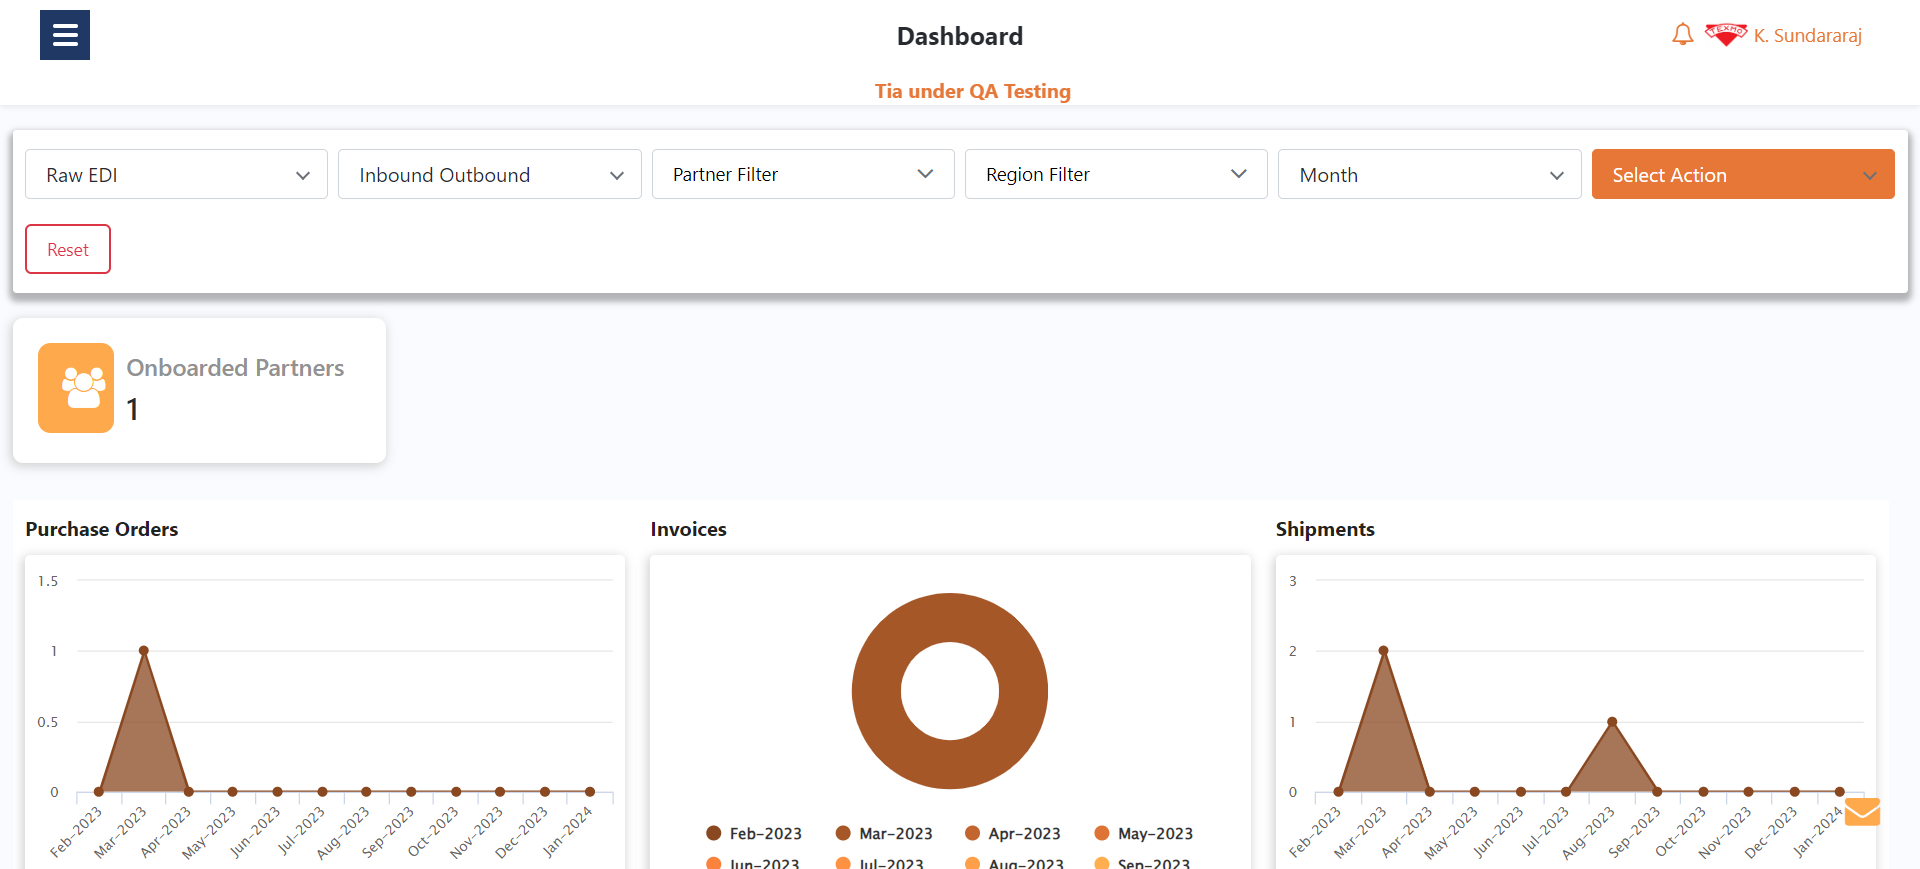 Dashboard
TEXMO
K. Sundararaj
Tia under QA Testing
Raw EDI
Inbound Outbound
Partner Filter
Region Filter
Month
Select Action
Reset
Onboarded Partners
1
Purchase Orders
1.5
1
0.5
0
Feb-2023
Mar-2023
Apr-2023
May-2023
Jun-2023
Jul-2023
Aug-2023
Sep-2023
Oct-2023
Nov-2023
Dec-2023
Jan-2024
Invoices
Feb-2023 Mar-2023 Apr-2023 May-2023
Jun-2023 Jul-2023 Aug-2023 Sep-2023
Shipments
3
2
1
0
Feb-2023
Mar-2023
Apr-2023
May-2023
Jun-2023
Jul-2023
Aug-2023
Sep-2023
Oct-2023
Nov-2023
Dec-2023
Jan-2024